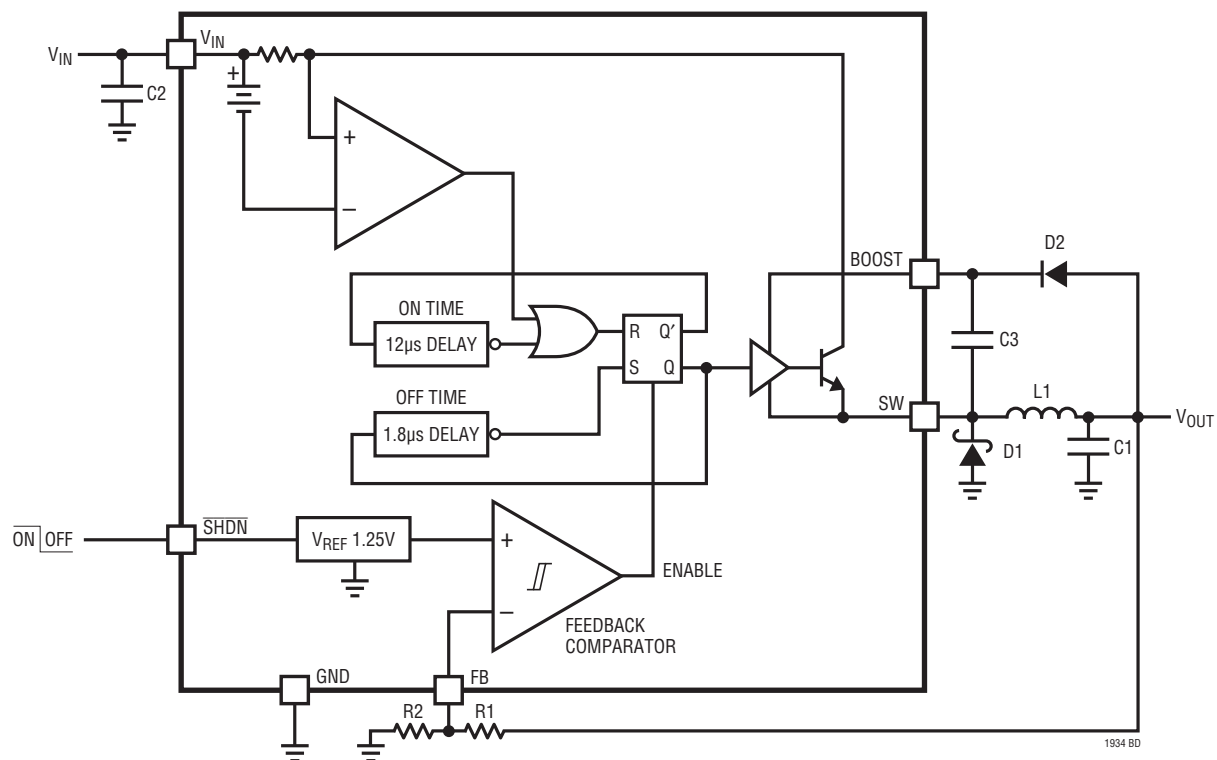 V_IN
V_IN
C2
+
+
−
D2
BOOST
ON TIME
12µs DELAY
R Q′
S Q
C3
OFF TIME
1.8µs DELAY
SW
L1
V_OUT
D1
C1
ON OFF
SHDN
V_REF 1.25V
+
−
ENABLE
FEEDBACK
COMPARATOR
GND
FB
R2
R1
1934 BD